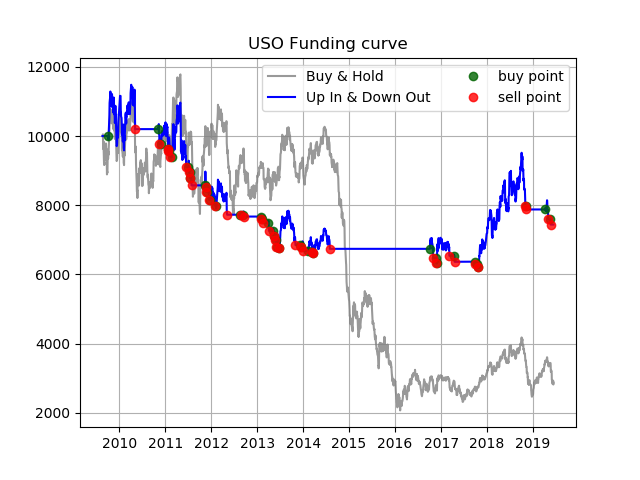 USO Funding curve
12000
10000
8000
6000
4000
2000
Buy & Hold
Up In & Down Out
buy point
sell point
2010 2011 2012 2013 2014 2015 2016 2017 2018 2019